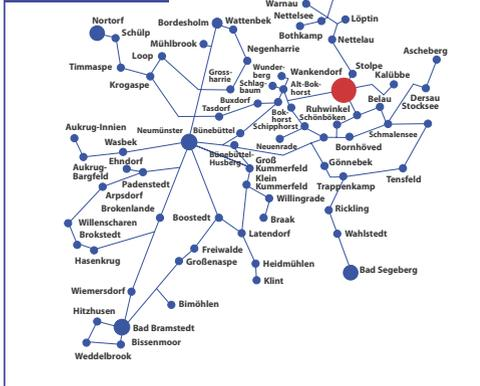 Warnau
Nettelsee
Löptin
Nortorf
Bordesholm
Wattenbek
Bothkamp
Nettelau
Schülp
Mühlbrook
Negenharrie
Ascheberg
Loop
Stolpe
Timmaspe
Gross-
harrie
Wunder-
berg
Wankendorf
Kalübbe
Krogaspe
Schlag-
baum
Alt-Bok-
horst
Dersau
Buxdorf
Belau
Stocksee
Tasdorf
Bok-
horst
Ruhwinkel
Schönböken
Aukrug-Innien
Neumünster
Bünebüttel
Schipphorst
Schmalensee
Wasbek
Neuenrade
Bornhöved
Bünebüttel-
Husberg
Ehndorf
Groß
Kummerfeld
Gönnebek
Aukrug-
Bargfeld
Padenstedt
Klein
Kummerfeld
Trappenkamp
Tensfeld
Arpsdorf
Willingrade
Brokenlande
Rickling
Willenscharen
Boostedt
Braak
Brokstedt
Latendorf
Wahlstedt
Hasenkrug
Freiwalde
Großenaspe
Heidmühlen
Bad Segeberg
Klint
Wiemersdorf
Hitzhusen
Bimöhlen
Bad Bramstedt
Bissenmoor
Weddelbrook